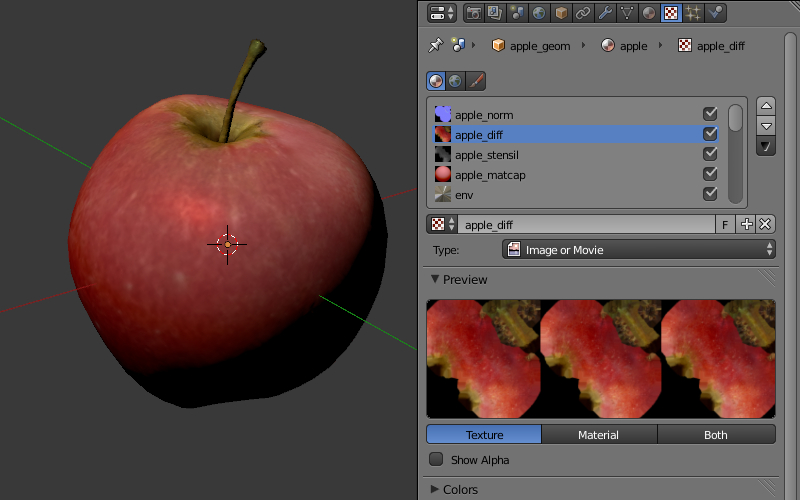 apple_geom apple apple_diff
apple_norm
apple_diff
apple_stensil
apple_matcap
env
apple_diff F
Type: Image or Movie
Preview
Texture Material Both
Show Alpha
Colors